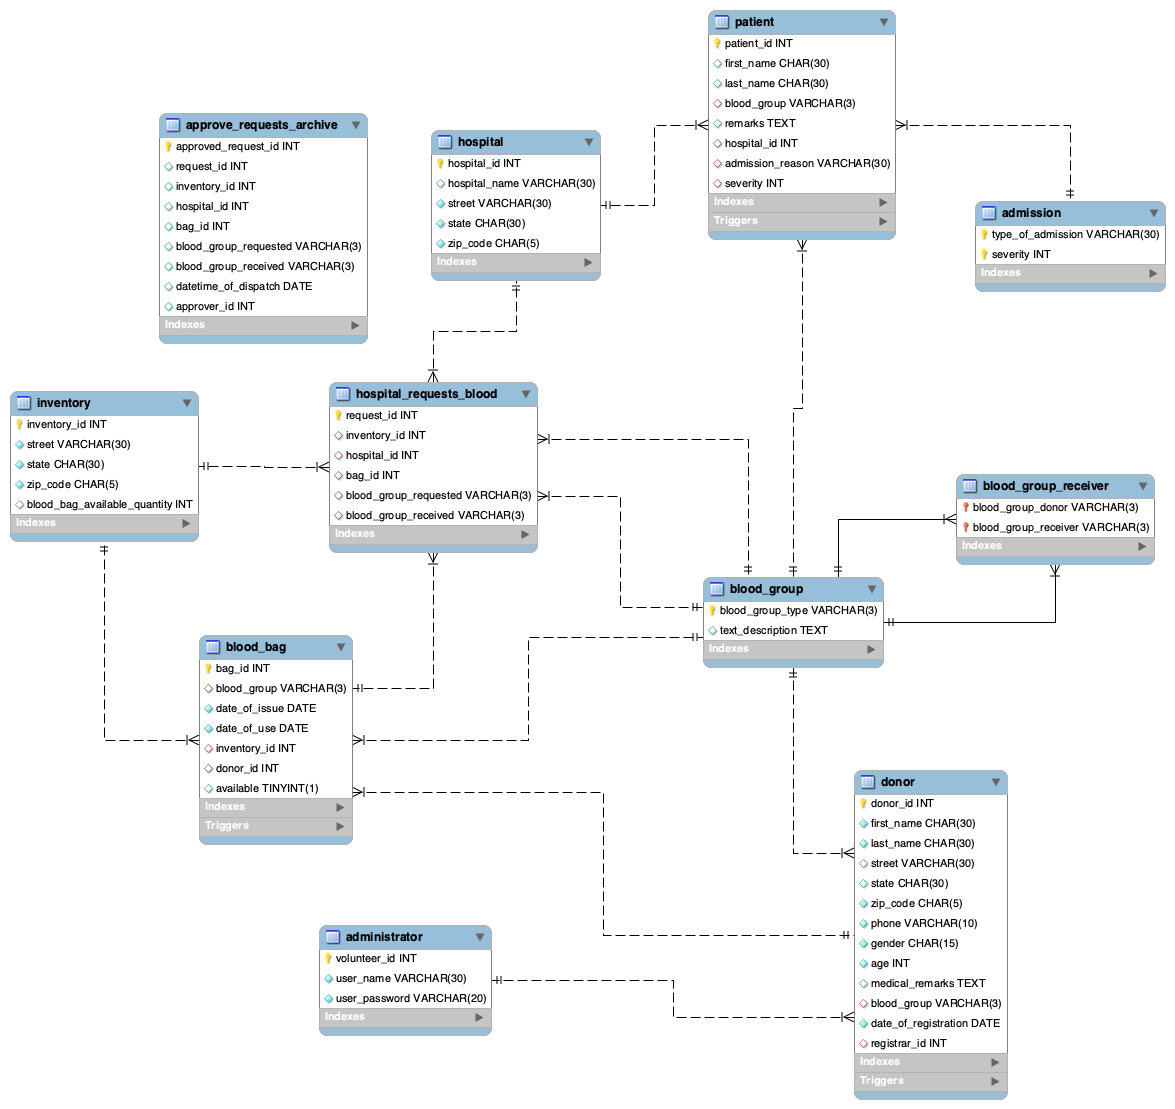 patient
patient_id INT
first_name CHAR(30)
last_name CHAR(30)
blood_group VARCHAR(3)
remarks TEXT
hospital_id INT
admission_reason VARCHAR(30)
severity INT
Indexes
Triggers
approve_requests_archive
approved_request_id INT
request_id INT
inventory_id INT
hospital_id INT
bag_id INT
blood_group_requested VARCHAR(3)
blood_group_received VARCHAR(3)
datetime_of_dispatch DATE
approver_id INT
Indexes
hospital
hospital_id INT
hospital_name VARCHAR(30)
street VARCHAR(30)
state CHAR(30)
zip_code CHAR(5)
Indexes
admission
type_of_admission VARCHAR(30)
severity INT
Indexes
inventory
inventory_id INT
street VARCHAR(30)
state CHAR(30)
zip_code CHAR(5)
blood_bag_available_quantity INT
Indexes
hospital_requests_blood
request_id INT
inventory_id INT
hospital_id INT
bag_id INT
blood_group_requested VARCHAR(3)
blood_group_received VARCHAR(3)
Indexes
blood_group_receiver
blood_group_donor VARCHAR(3)
blood_group_receiver VARCHAR(3)
Indexes
blood_group
blood_group_type VARCHAR(3)
text_description TEXT
Indexes
blood_bag
bag_id INT
blood_group VARCHAR(3)
date_of_issue DATE
date_of_use DATE
inventory_id INT
donor_id INT
available TINYINT(1)
Indexes
Triggers
donor
donor_id INT
first_name CHAR(30)
last_name CHAR(30)
street VARCHAR(30)
state CHAR(30)
zip_code CHAR(5)
phone VARCHAR(10)
gender CHAR(15)
age INT
medical_remarks TEXT
blood_group VARCHAR(3)
date_of_registration DATE
registrar_id INT
Indexes
Triggers
administrator
volunteer_id INT
user_name VARCHAR(30)
user_password VARCHAR(20)
Indexes